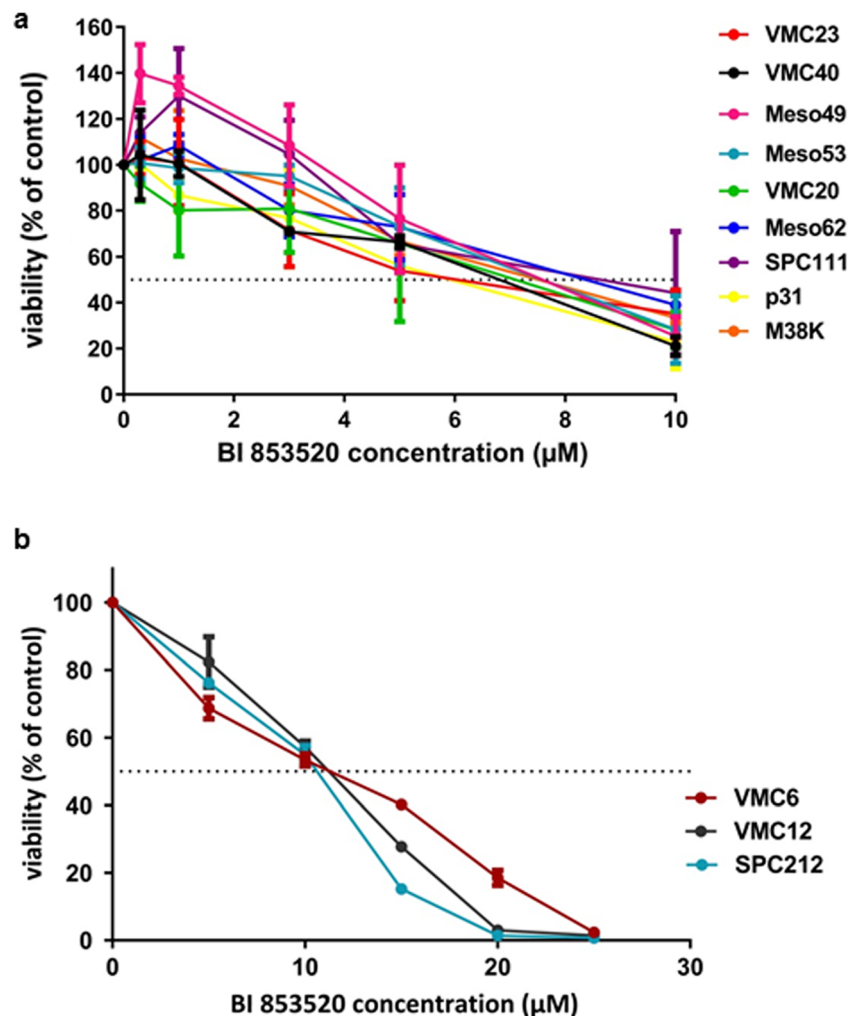 a
160
140
120
100
80
60
40
20
0
viability (% of control)
0 2 4 6 8 10
BI 853520 concentration (µM)
VMC23
VMC40
Meso49
Meso53
VMC20
Meso62
SPC111
p31
M38K
b
100
80
60
40
20
0
viability (% of control)
0 10 20 30
BI 853520 concentration (µM)
VMC6
VMC12
SPC212